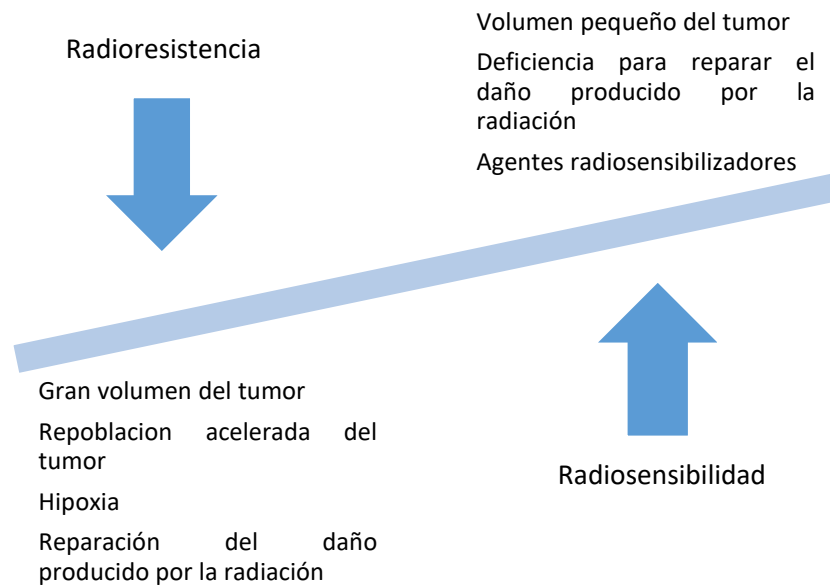 Radioresistencia
Volumen pequeño del tumor
Deficiencia para reparar el
daño producido por la
radiación
Agentes radiosensibilizadores
Gran volumen del tumor
Repoblacion acelerada del
tumor
Hipoxia
Reparación del daño
producido por la radiación
Radiosensibilidad